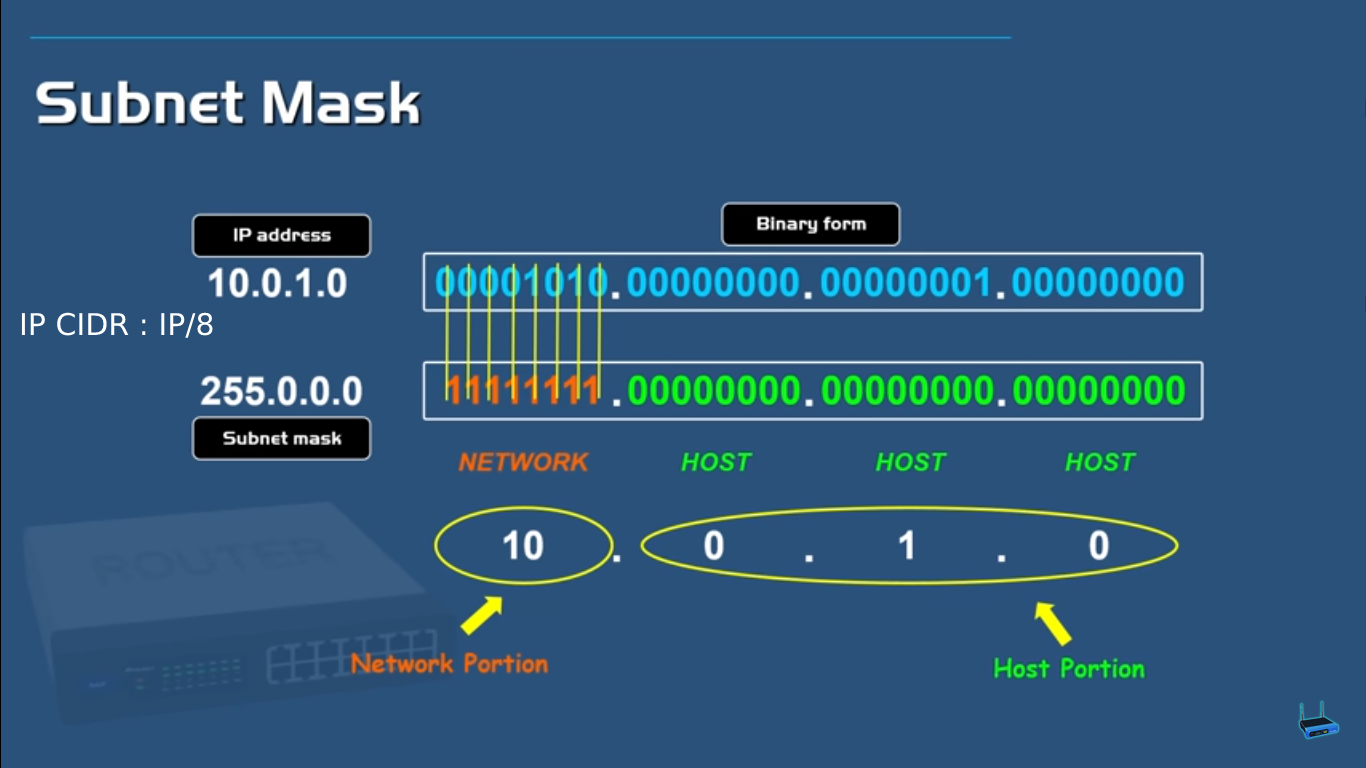 Subnet Mask
IP address
Binary form
10.0.1.0
00001010.00000000.00000001.00000000
IP CIDR : IP/8
255.0.0.0
11111111.00000000.00000000.00000000
Subnet mask
NETWORK HOST HOST HOST
10 . 0 . 1 . 0
ROUTER
Network Portion
Host Portion